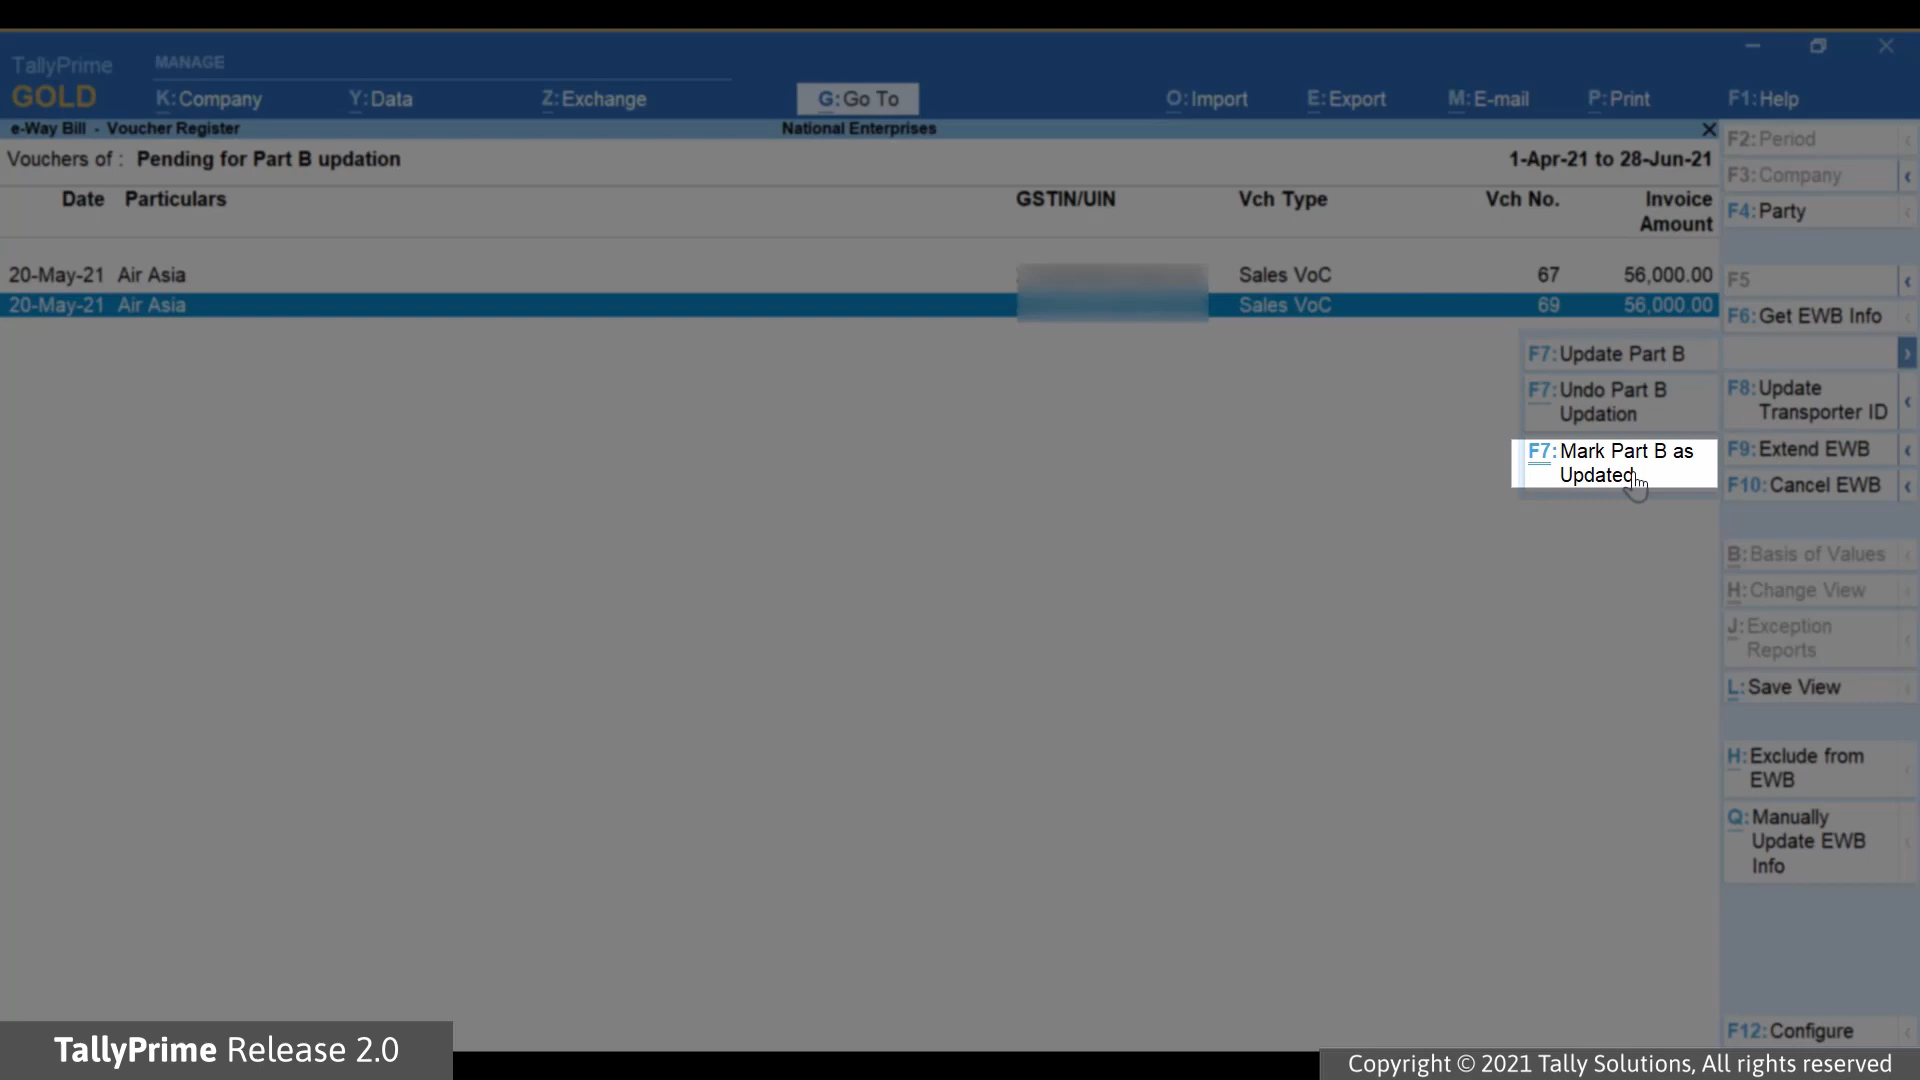 TallyPrime
GOLD
MANAGE
K:Company
Y:Data
Z:Exchange
G:Go To
O:Import
E:Export
M:E-mail
P:Print
F1:Help
e-Way Bill - Voucher Register
National Enterprises
Vouchers of : Pending for Part B updation
1-Apr-21 to 28-Jun-21
Date Particulars GSTIN/UIN Vch Type Vch No. Invoice
Amount
20-May-21 Air Asia Sales VoC 67 56,000.00
20-May-21 Air Asia Sales VoC 69 56,000.00
F7:Update Part B
F7:Undo Part B
Updation
F7:Mark Part B as
Updated
F2:Period
F3:Company
F4:Party
F5
F6:Get EWB Info
F8:Update
Transporter ID
F9:Extend EWB
F10:Cancel EWB
B:Basis of Values
H:Change View
J:Exception
Reports
L:Save View
H:Exclude from
EWB
Q:Manually
Update EWB
Info
F12:Configure
TallyPrime Release 2.0
Copyright © 2021 Tally Solutions, All rights reserved